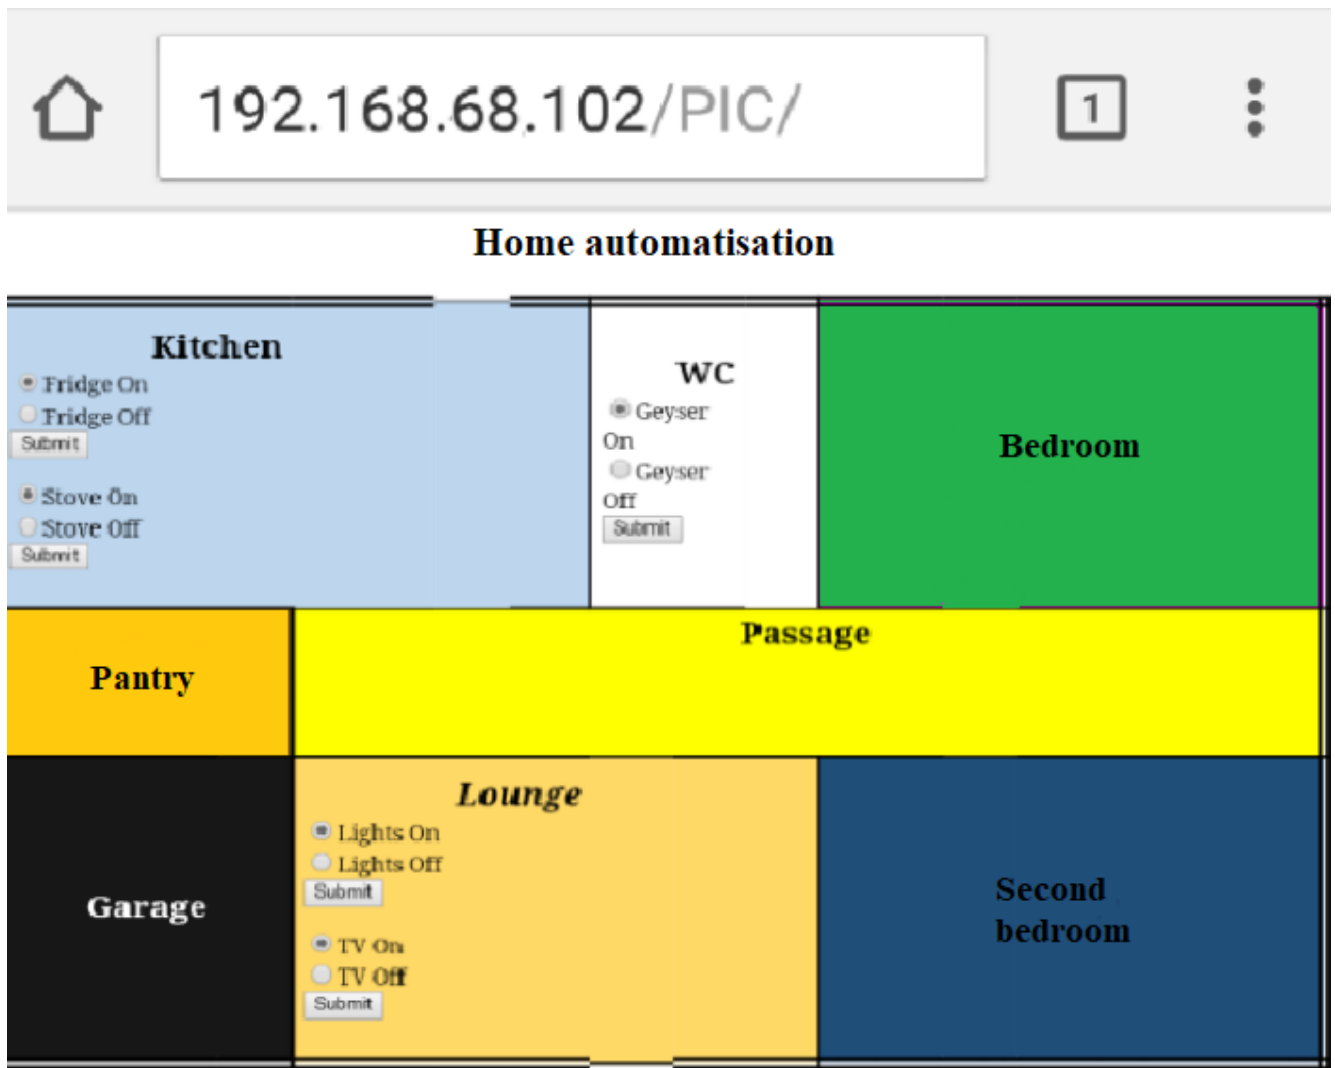 192.168.68.102/PIC/
1
Home automatisation
Kitchen
Fridge On
Fridge Off
Submit
Stove On
Stove Off
Submit
WC
Geyser
On
Geyser
Off
Submit
Bedroom
Pantry
Passage
Garage
Lounge
Lights On
Lights Off
Submit
TV On
TV Off
Submit
Second
bedroom